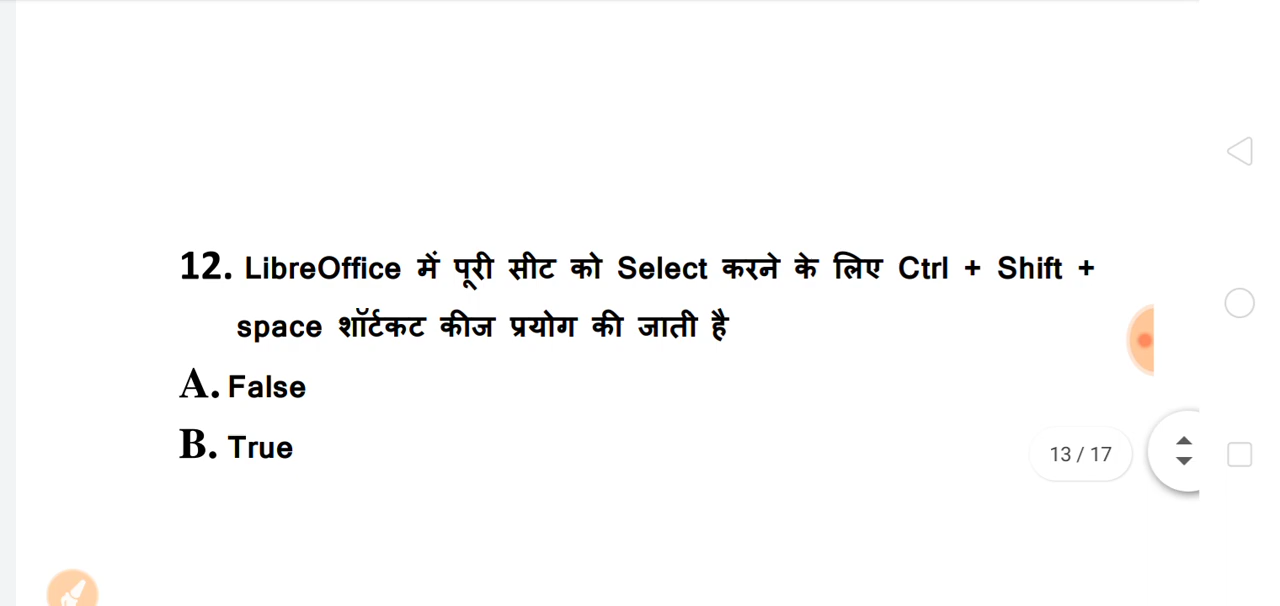 12. LibreOffice में पूरी सीट को Select करने के लिए Ctrl + Shift +
space शॉर्टकट कीज प्रयोग की जाती है
A. False
B. True
13 / 17